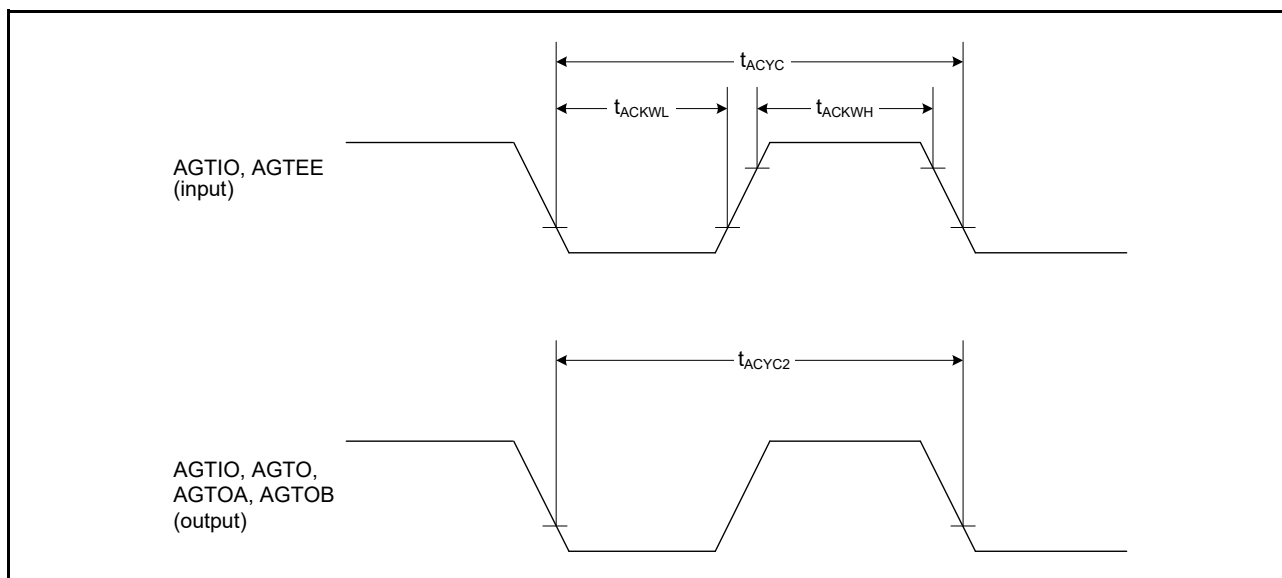 tACYC
tACKWL
tACKWH
AGTIO, AGTEE
(input)
tACYC2
AGTIO, AGTO,
AGTOA, AGTOB
(output)